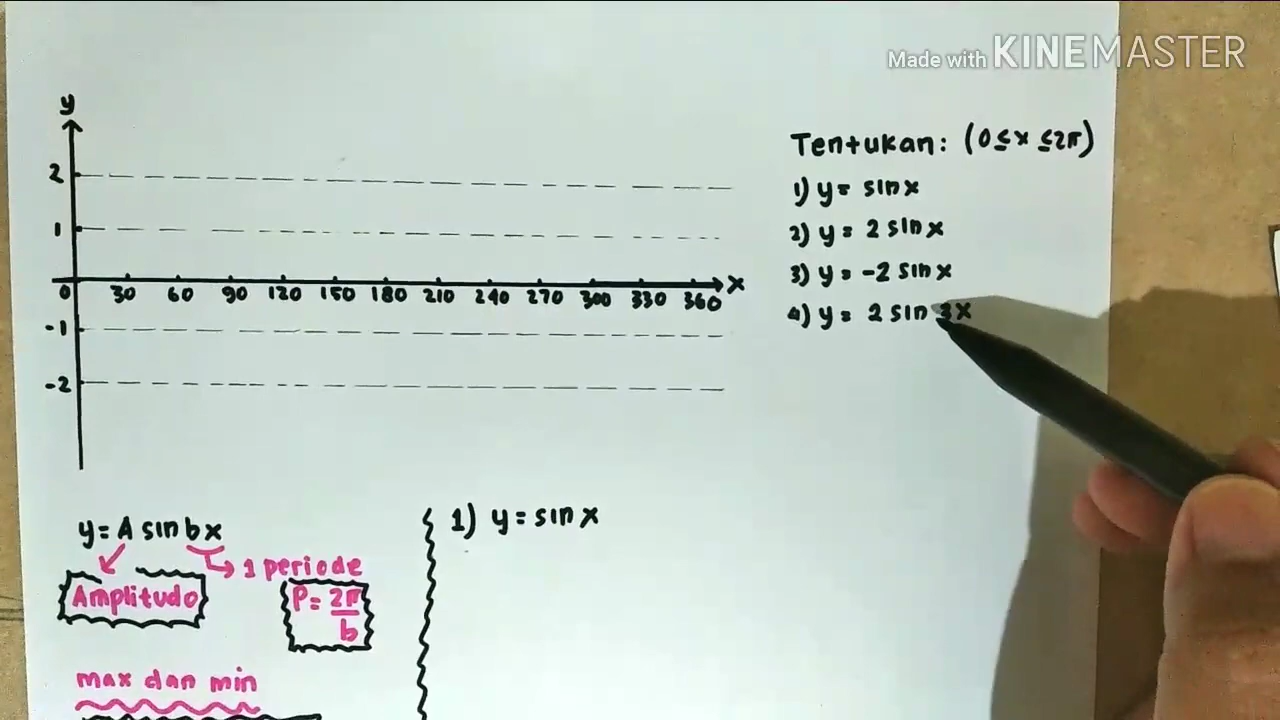 Made with KINEMASTER
y
2
1
0 30 60 90 120 150 180 210 240 270 300 330 360 x
-1
-2
Tentukan: (0≤x≤2π)
1) y= sin x
2) y= 2 sin x
3) y= -2 sin x
4) y= 2 sin 3x
y= A sin bx
1 periode
Amplitudo
P= 2π
b
max dan min
1) y= sin x